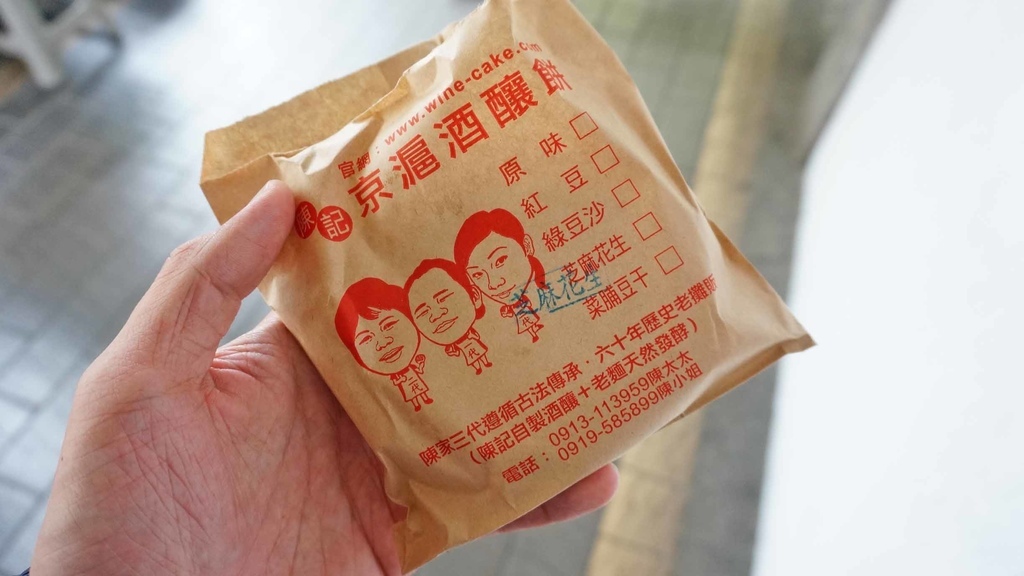 官網：www.wine-cake.com
陳記 京滬酒釀餅
原味□
紅豆□
綠豆沙□
芝麻花生□
菜脯豆干□
芝麻花生
陳家三代遵循古法傳承．六十年歷史老攤販
（陳記自製酒釀＋老麵天然發酵）
電話：0913-113959陳太太
0919-585899陳小姐